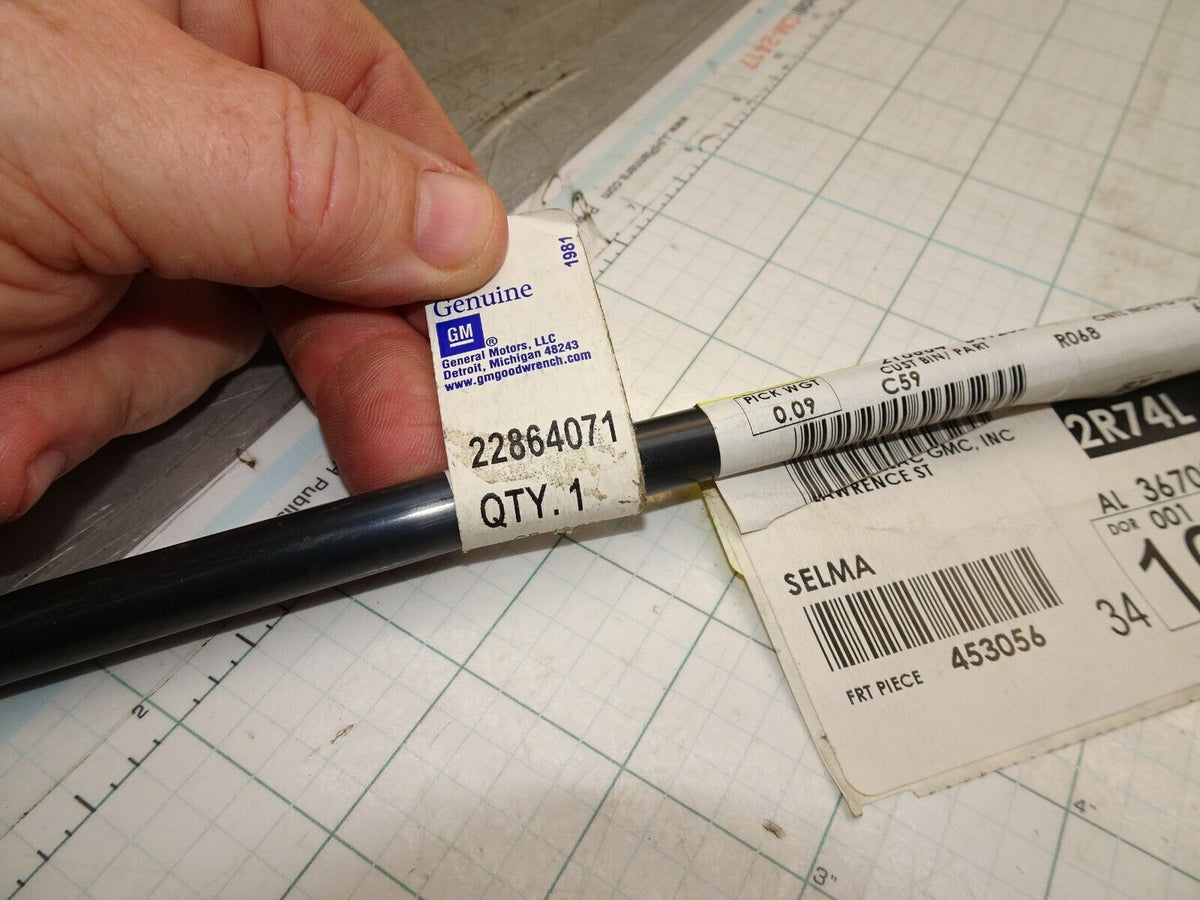 1981
Genuine
GM®
General Motors, LLC
Detroit, Michigan 48243
www.gmgoodwrench.com
22864071
QTY. 1
PICK WGT
0.09
CUST BIN/ PART
C59
R068
GMC, INC
LAWRENCE ST
2R74L
AL
DOR 001
SELMA
34
FRT PIECE 453056
2
3"
4"